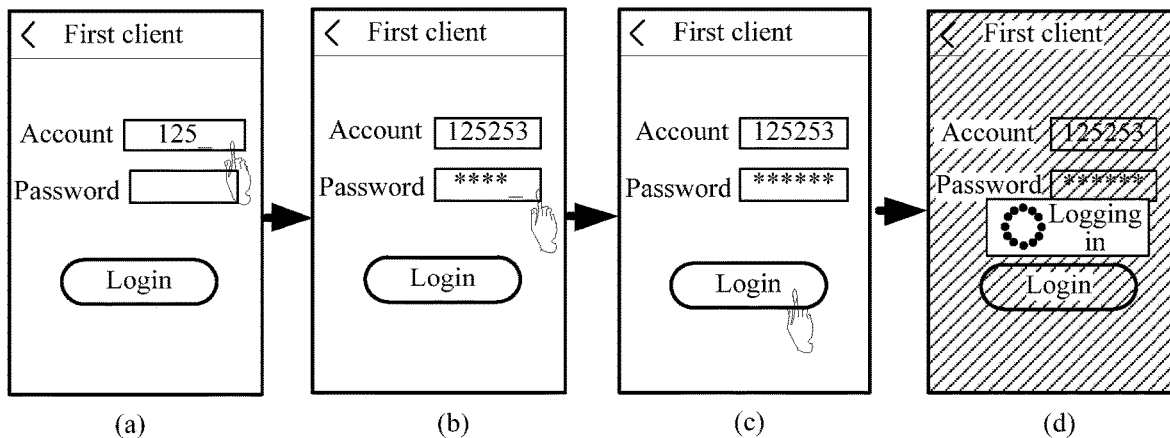 First client
Account 125_
Password
Login
(a)
First client
Account 125253
Password ****_
Login
(b)
First client
Account 125253
Password ******
Login
(c)
First client
Account 125253
Password ******
Logging
in
Login
(d)